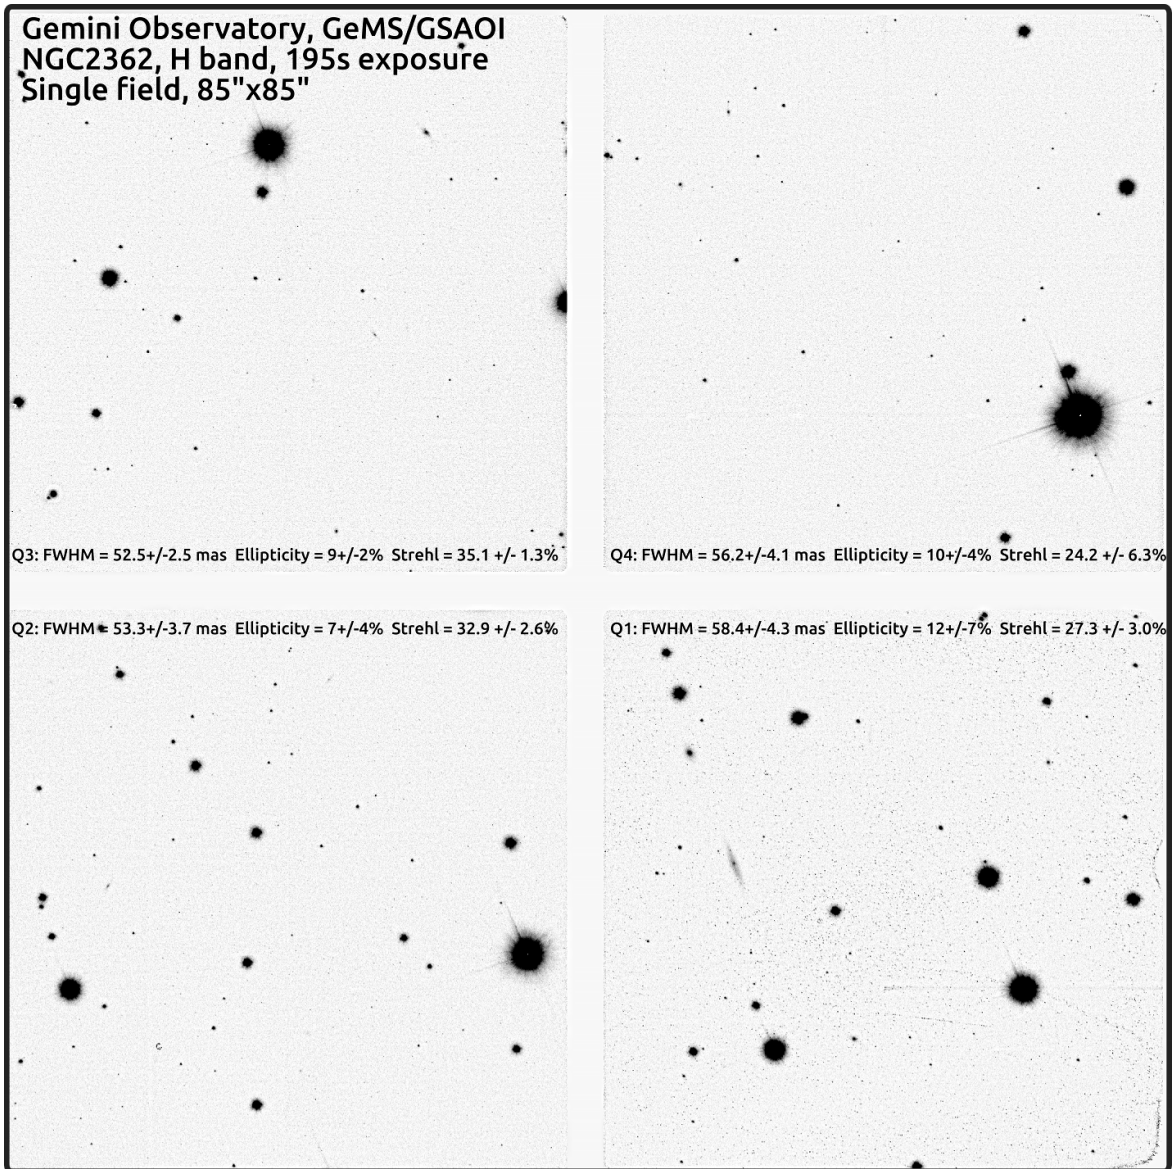 Gemini Observatory, GeMS/GSAOI
NGC2362, H band, 195s exposure
Single field, 85"x85"
Q3: FWHM = 52.5+/-2.5 mas Ellipticity = 9+/-2% Strehl = 35.1 +/- 1.3%
Q4: FWHM = 56.2+/-4.1 mas Ellipticity = 10+/-4% Strehl = 24.2 +/- 6.3%
Q2: FWHM = 53.3+/-3.7 mas Ellipticity = 7+/-4% Strehl = 32.9 +/- 2.6%
Q1: FWHM = 58.4+/-4.3 mas Ellipticity = 12+/-7% Strehl = 27.3 +/- 3.0%